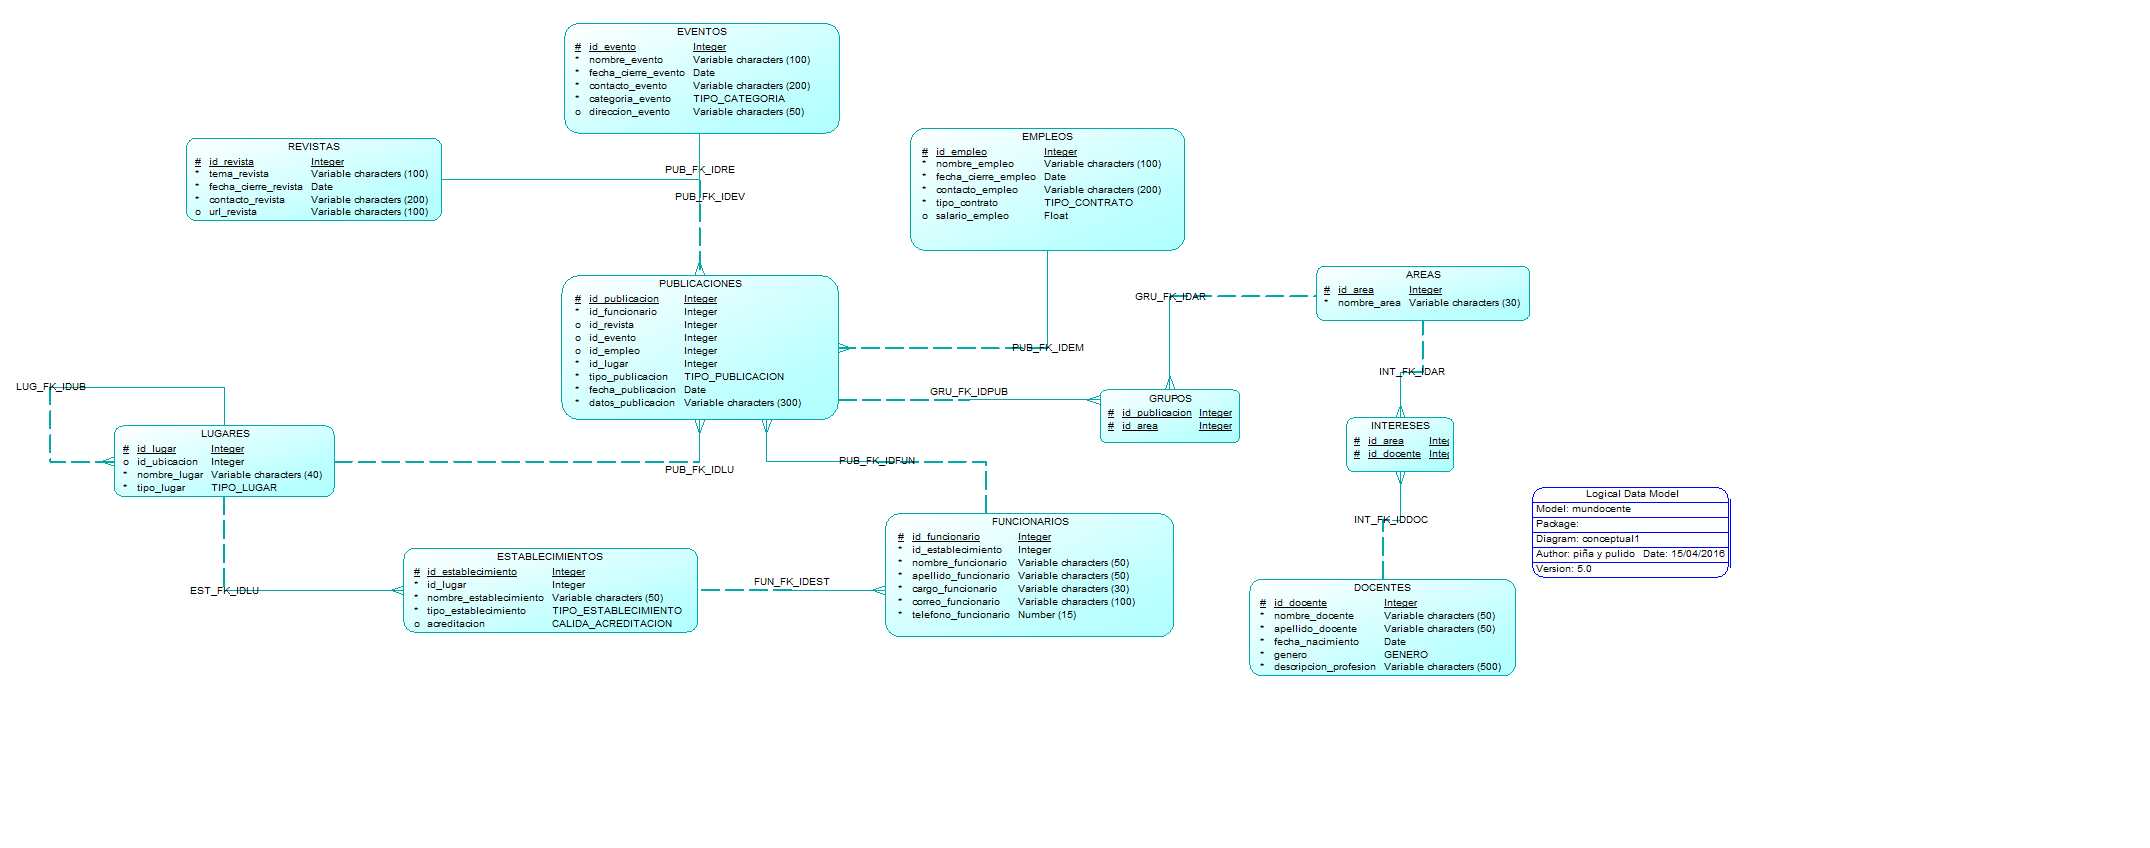 EVENTOS
# id_evento Integer
* nombre_evento Variable characters (100)
* fecha_cierre_evento Date
* contacto_evento Variable characters (200)
* categoria_evento TIPO_CATEGORIA
o direccion_evento Variable characters (50)
REVISTAS
# id_revista Integer
* tema_revista Variable characters (100)
* fecha_cierre_revista Date
* contacto_revista Variable characters (200)
o url_revista Variable characters (100)
PUB_FK_IDRE
PUB_FK_IDEV
EMPLEOS
# id_empleo Integer
* nombre_empleo Variable characters (100)
* fecha_cierre_empleo Date
* contacto_empleo Variable characters (200)
* tipo_contrato TIPO_CONTRATO
o salario_empleo Float
PUBLICACIONES
# id_publicacion Integer
* id_funcionario Integer
o id_revista Integer
o id_evento Integer
o id_empleo Integer
* id_lugar Integer
* tipo_publicacion TIPO_PUBLICACION
* fecha_publicacion Date
* datos_publicacion Variable characters (300)
PUB_FK_IDEM
GRU_FK_IDAR
AREAS
# id_area Integer
* nombre_area Variable characters (30)
GRU_FK_IDPUB
GRUPOS
# id_publicacion Integer
# id_area Integer
INT_FK_IDAR
INTERESES
# id_area Integ
# id_docente Integ
INT_FK_IDDOC
LUG_FK_IDUB
LUGARES
# id_lugar Integer
o id_ubicacion Integer
* nombre_lugar Variable characters (40)
* tipo_lugar TIPO_LUGAR
PUB_FK_IDLU
PUB_FK_IDFUN
EST_FK_IDLU
ESTABLECIMIENTOS
# id_establecimiento Integer
* id_lugar Integer
* nombre_establecimiento Variable characters (50)
* tipo_establecimiento TIPO_ESTABLECIMIENTO
o acreditacion CALIDA_ACREDITACION
FUN_FK_IDEST
FUNCIONARIOS
# id_funcionario Integer
* id_establecimiento Integer
* nombre_funcionario Variable characters (50)
* apellido_funcionario Variable characters (50)
* cargo_funcionario Variable characters (30)
* correo_funcionario Variable characters (100)
* telefono_funcionario Number (15)
DOCENTES
# id_docente Integer
* nombre_docente Variable characters (50)
* apellido_docente Variable characters (50)
* fecha_nacimiento Date
* genero GENERO
* descripcion_profesion Variable characters (500)
Logical Data Model
Model: mundocente
Package:
Diagram: conceptual1
Author: piña y pulido Date: 15/04/2016
Version: 5.0